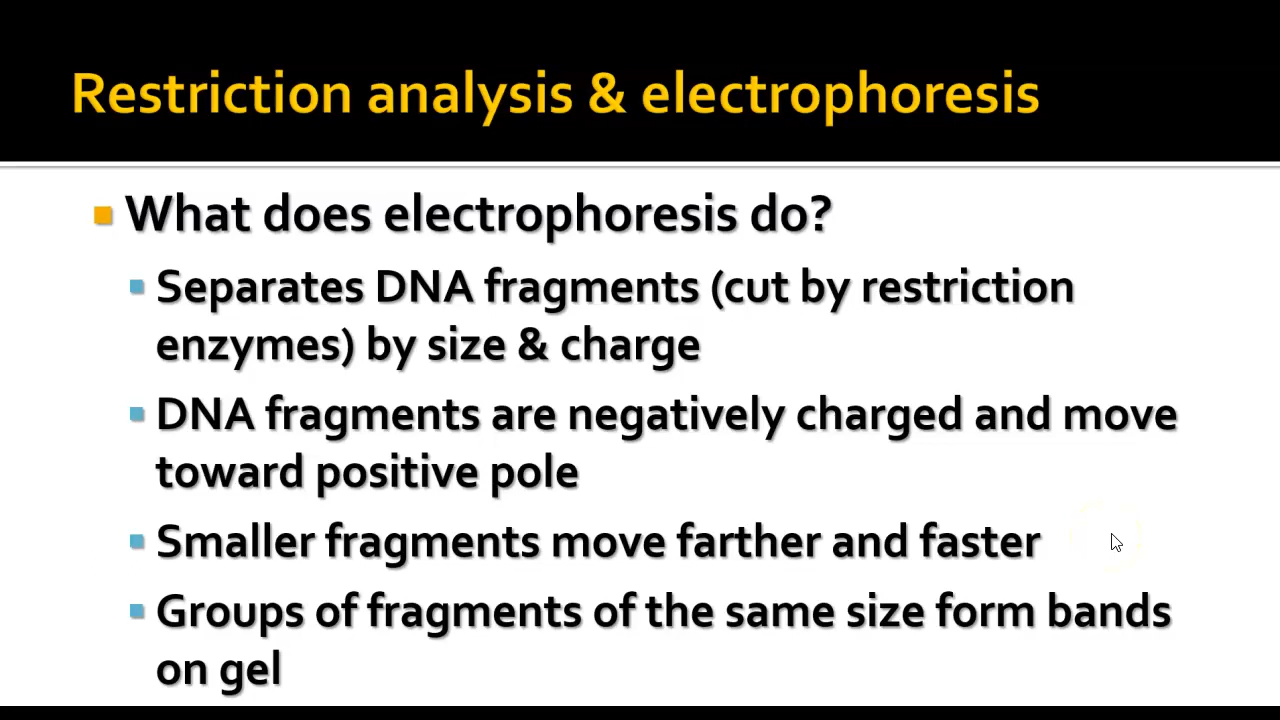 Restriction analysis & electrophoresis
What does electrophoresis do?
Separates DNA fragments (cut by restriction
enzymes) by size & charge
DNA fragments are negatively charged and move
toward positive pole
Smaller fragments move farther and faster
Groups of fragments of the same size form bands
on gel